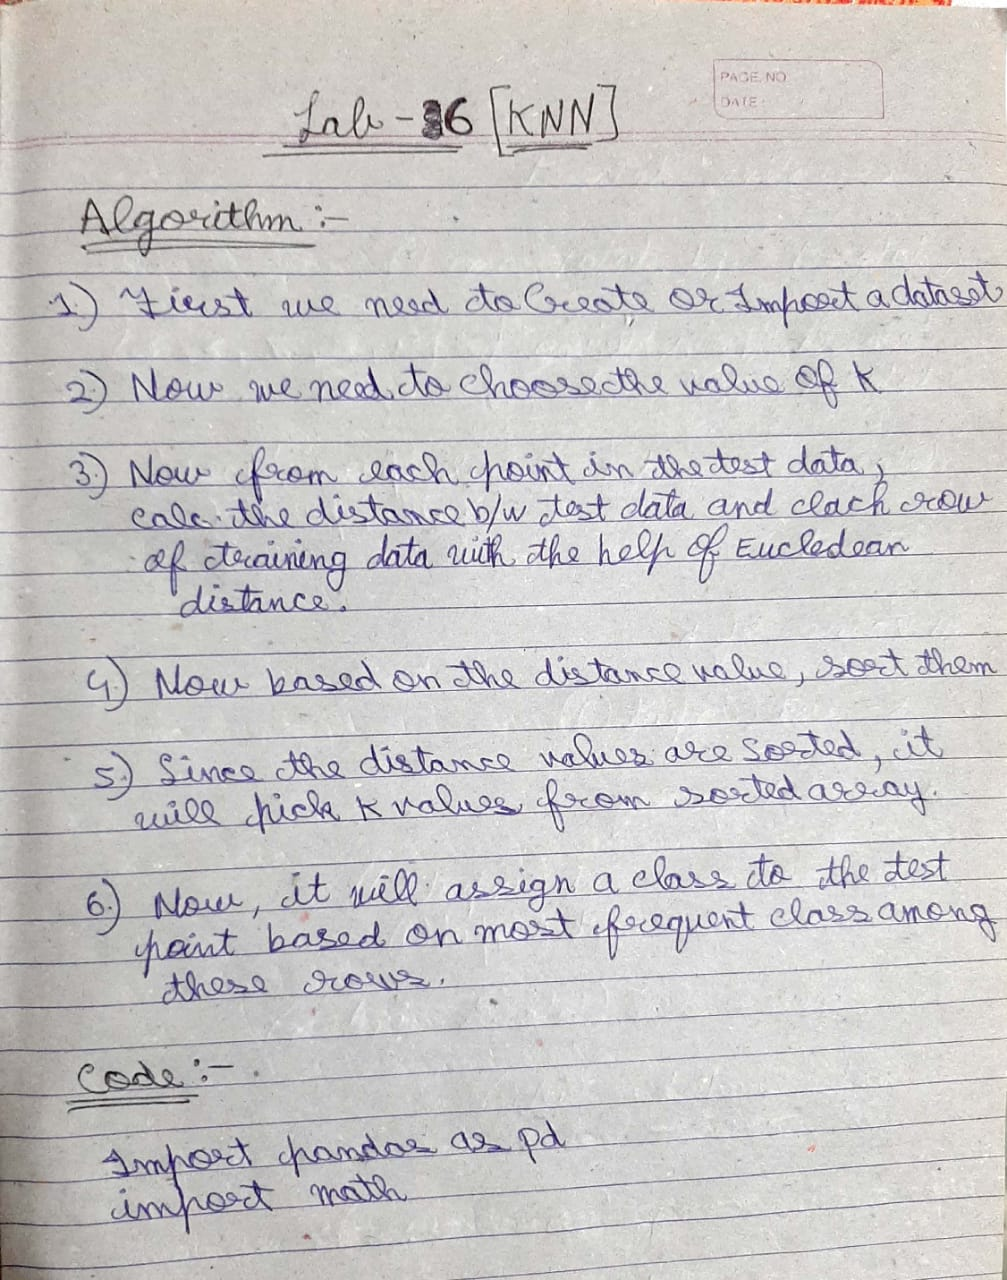 PAGE NO
DATE
Lab - 6 [KNN]
Algorithm :-
1.) First we need to Create or Import a dataset
2.) Now we need to choose the value of K
3.) Now from each point in the test data,
calc. the distance b/w test data and each row
of training data with the help of Eucledean
distance.
4.) Now based on the distance value, sort them
5.) Since the distance values are sorted, it
will pick K values from sorted array.
6.) Now, it will assign a class to the test
point based on most frequent class among
these rows.
Code :-
Import pandas as pd
import math